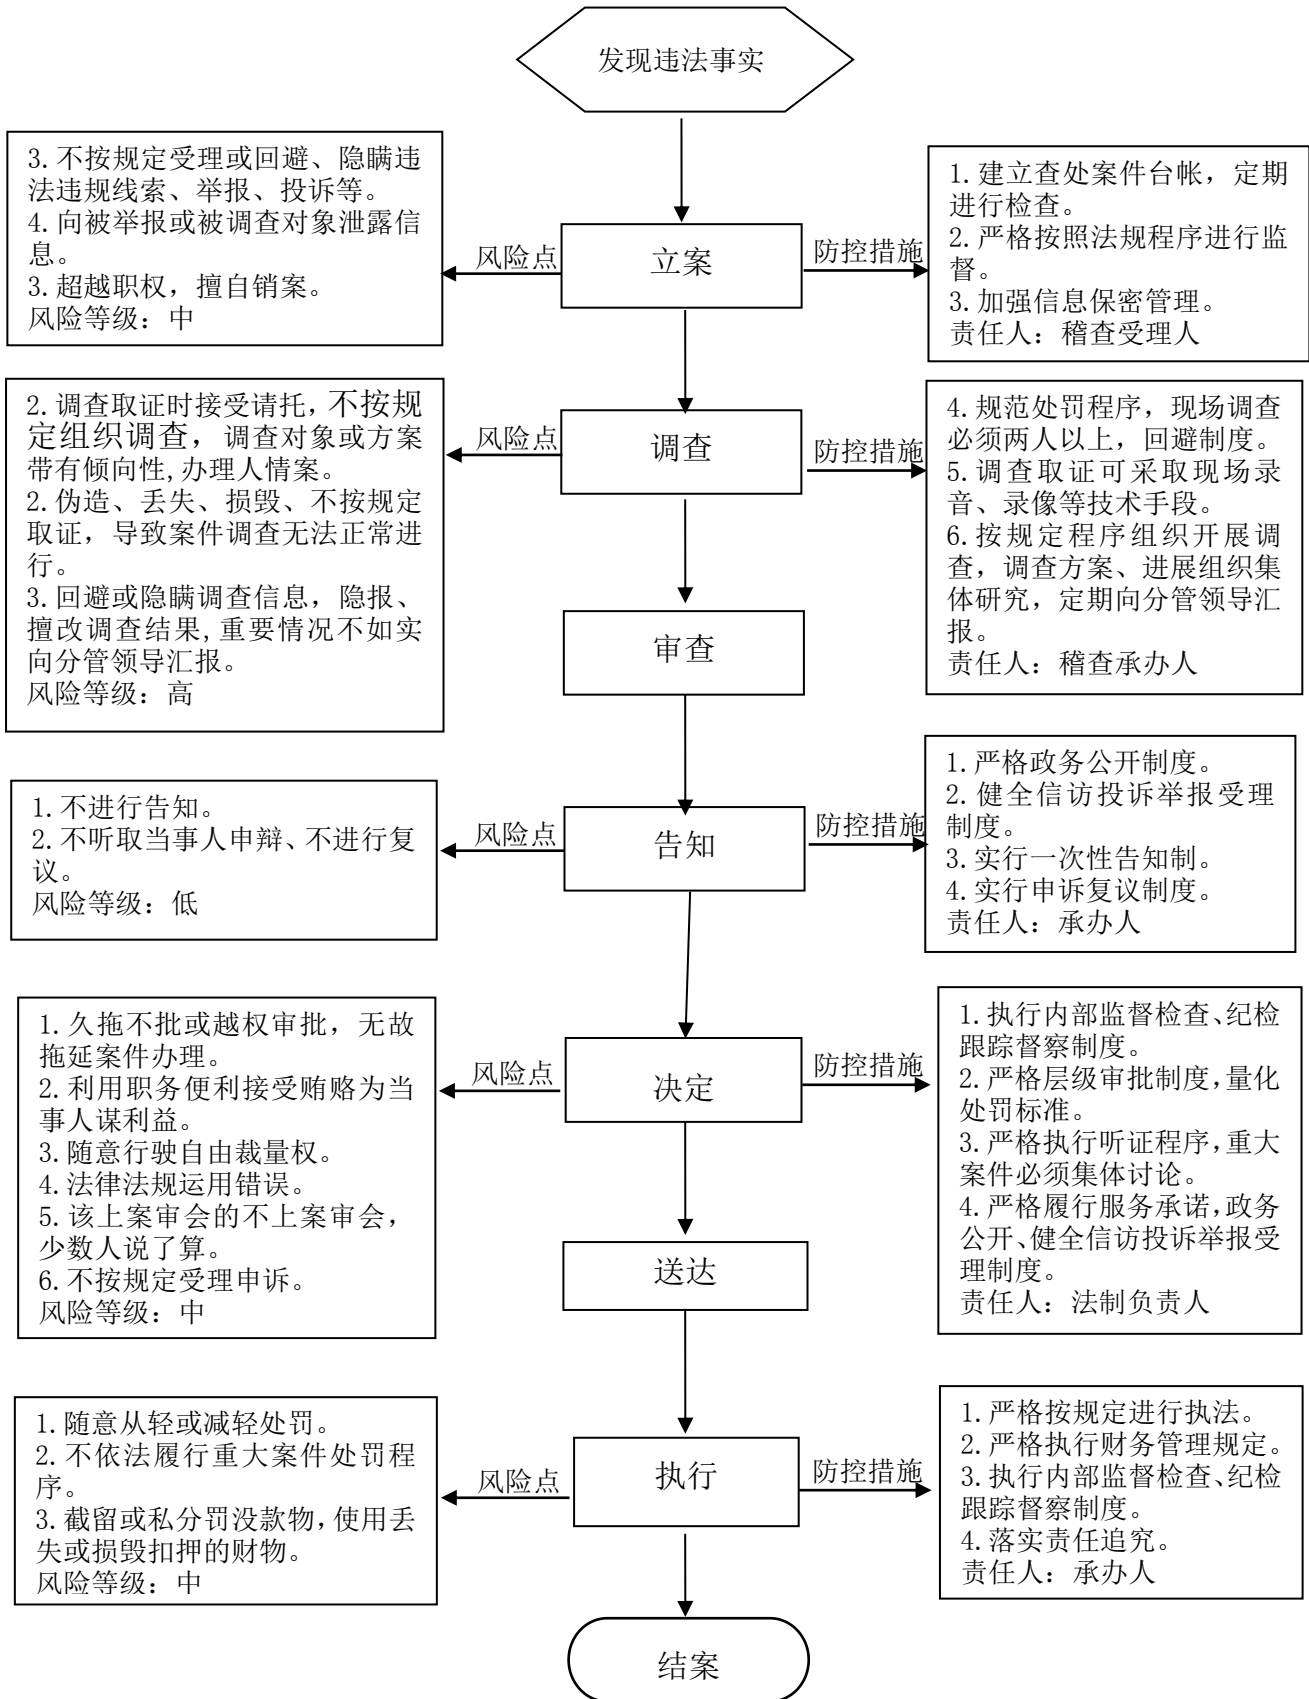 发现违法事实
3.不按规定受理或回避、隐瞒违
法违规线索、举报、投诉等。
4.向被举报或被调查对象泄露信
息。
3.超越职权，擅自销案。
风险等级：中
风险点
立案
防控措施
1.建立查处案件台帐，定期
进行检查。
2.严格按照法规程序进行监
督。
3.加强信息保密管理。
责任人：稽查受理人
2.调查取证时接受请托，不按规
定组织调查，调查对象或方案
带有倾向性,办理人情案。
2.伪造、丢失、损毁、不按规定
取证，导致案件调查无法正常进
行。
3.回避或隐瞒调查信息，隐报、
擅改调查结果,重要情况不如实
向分管领导汇报。
风险等级：高
风险点
调查
防控措施
4.规范处罚程序，现场调查
必须两人以上，回避制度。
5.调查取证可采取现场录
音、录像等技术手段。
6.按规定程序组织开展调
查，调查方案、进展组织集
体研究，定期向分管领导汇
报。
责任人：稽查承办人
审查
1.不进行告知。
2.不听取当事人申辩、不进行复
议。
风险等级：低
风险点
告知
防控措施
1.严格政务公开制度。
2.健全信访投诉举报受理
制度。
3.实行一次性告知制。
4.实行申诉复议制度。
责任人：承办人
1.久拖不批或越权审批，无故
拖延案件办理。
2.利用职务便利接受贿赂为当
事人谋利益。
3.随意行驶自由裁量权。
4.法律法规运用错误。
5.该上案审会的不上案审会，
少数人说了算。
6.不按规定受理申诉。
风险等级：中
风险点
决定
防控措施
1.执行内部监督检查、纪检
跟踪督察制度。
2.严格层级审批制度，量化
处罚标准。
3.严格执行听证程序，重大
案件必须集体讨论。
4.严格履行服务承诺，政务
公开、健全信访投诉举报受
理制度。
责任人：法制负责人
送达
1.随意从轻或减轻处罚。
2.不依法履行重大案件处罚程
序。
3.截留或私分罚没款物，使用丢
失或损毁扣押的财物。
风险等级：中
风险点
执行
防控措施
1.严格按规定进行执法。
2.严格执行财务管理规定。
3.执行内部监督检查、纪检
跟踪督察制度。
4.落实责任追究。
责任人：承办人
结案